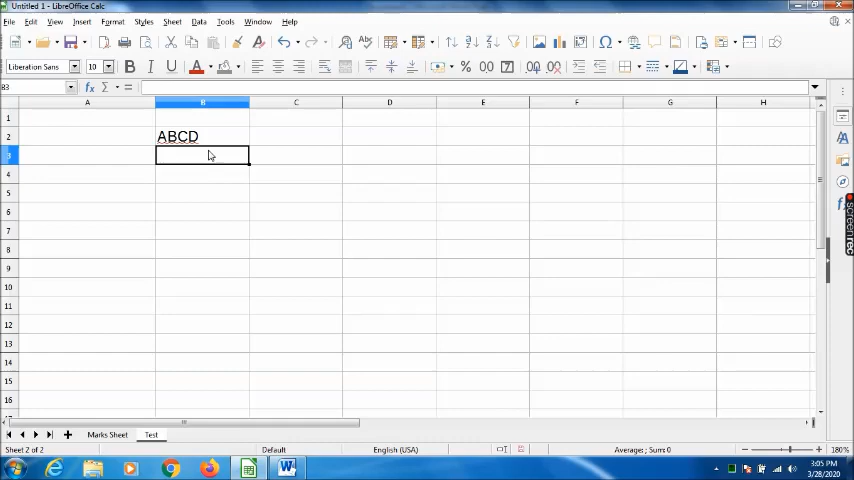 Untitled 1 - LibreOffice Calc
File Edit View Insert Format Styles Sheet Data Tools Window Help
Liberation Sans 10
B3
A B C D E F G H
1
2 ABCD
3
4
5
6
7
8
9
10
11
12
13
14
15
16
Marks Sheet Test
Sheet 2 of 2 Default English (USA) Average: ; Sum: 0 180%
3:05 PM
3/28/2020
screenrec